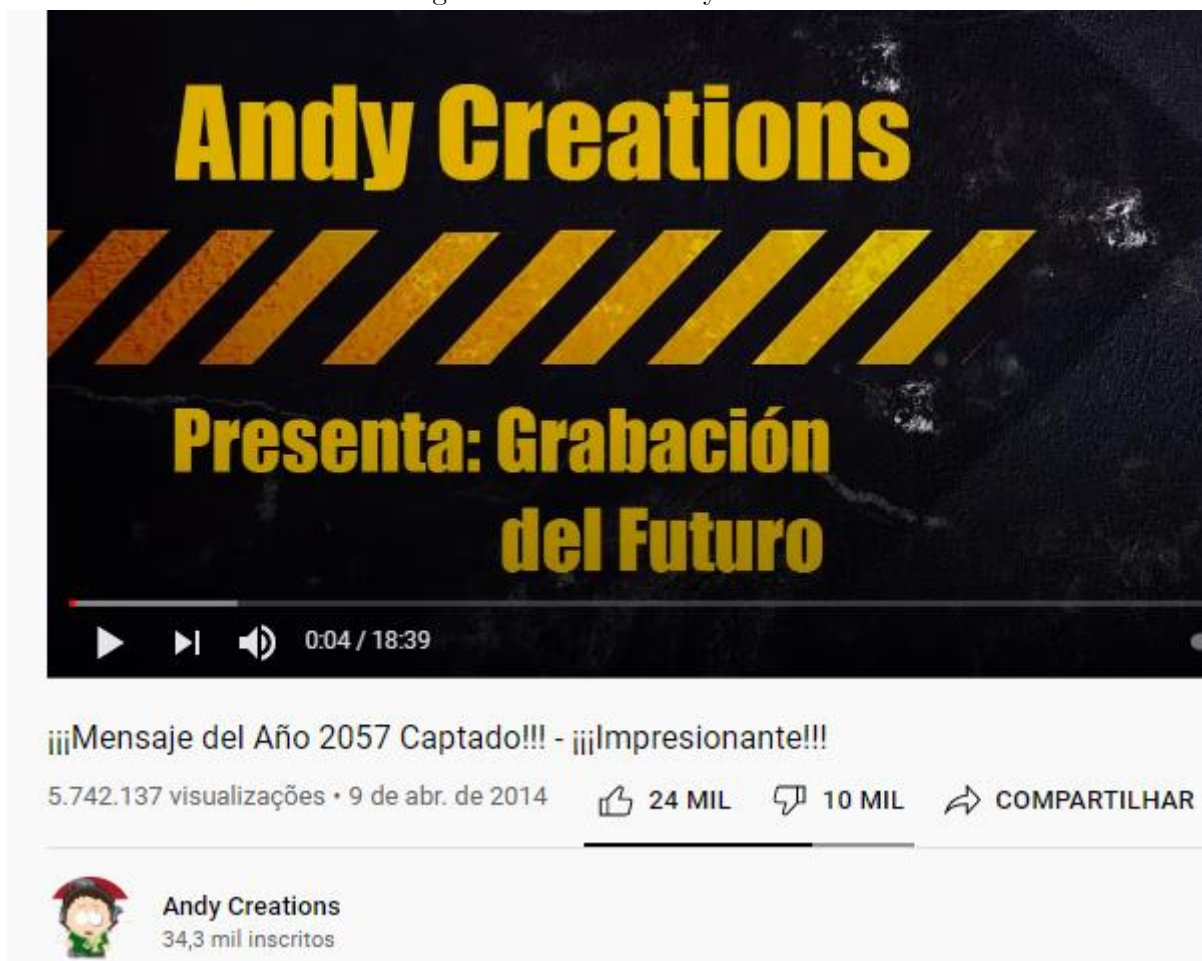 Andy Creations
Presenta: Grabación
del Futuro
0:04 / 18:39
¡¡¡Mensaje del Año 2057 Captado!!! - ¡¡¡Impresionante!!!
5.742.137 visualizações • 9 de abr. de 2014 24 MIL 10 MIL COMPARTILHAR
Andy Creations
34,3 mil inscritos